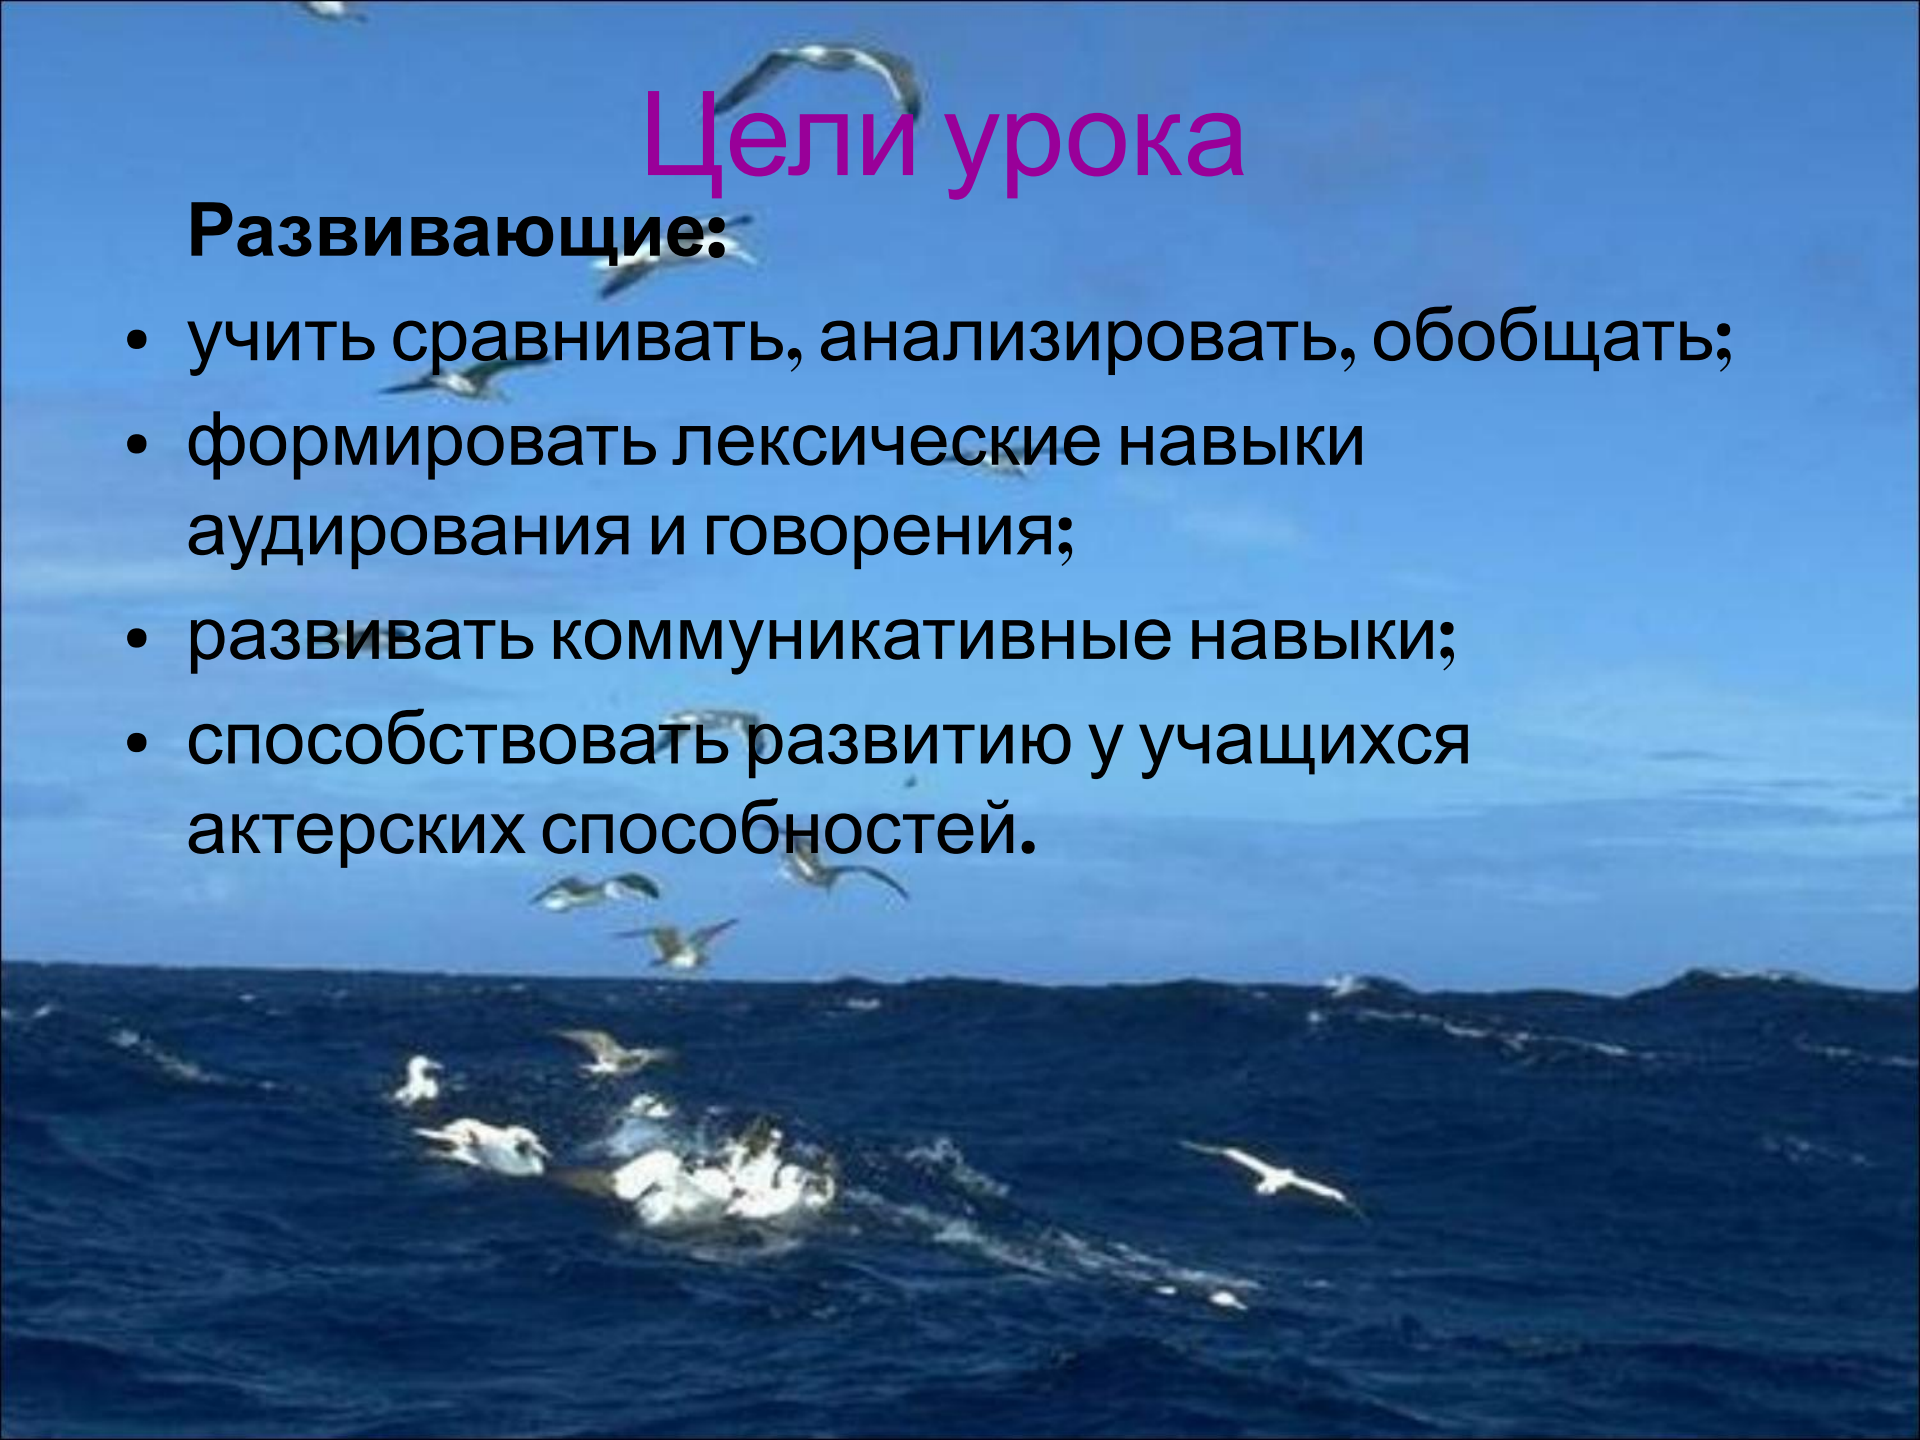 Цели урока
Развивающие:
• учить сравнивать, анализировать, обобщать;
• формировать лексические навыки
аудирования и говорения;
• развивать коммуникативные навыки;
• способствовать развитию у учащихся
актерских способностей.